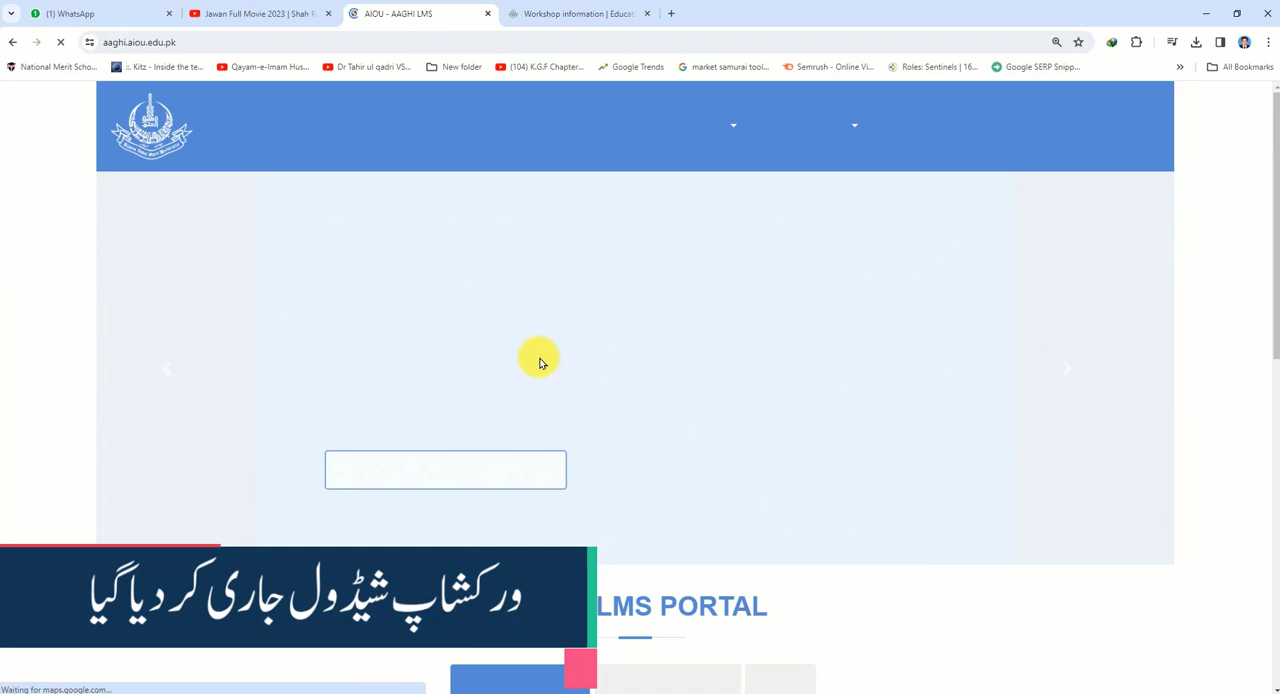 (1) WhatsApp
Jawan Full Movie 2023 | Shah R
AIOU - AAGHI LMS
Workshop information | Educati
aaghi.aiou.edu.pk
National Merit Scho...
:. Kitz - Inside the te...
Qayam-e-Imam Hus...
Dr Tahir ul qadri VS...
New folder
(104) K.G.F Chapter...
Google Trends
market samurai tool...
Semrush - Online Vi...
Roles: Sentinels | 16...
Google SERP Snipp...
All Bookmarks
ورکشاپ شیڈول جاری کر دیا گیا
LMS PORTAL
Waiting for maps.google.com...